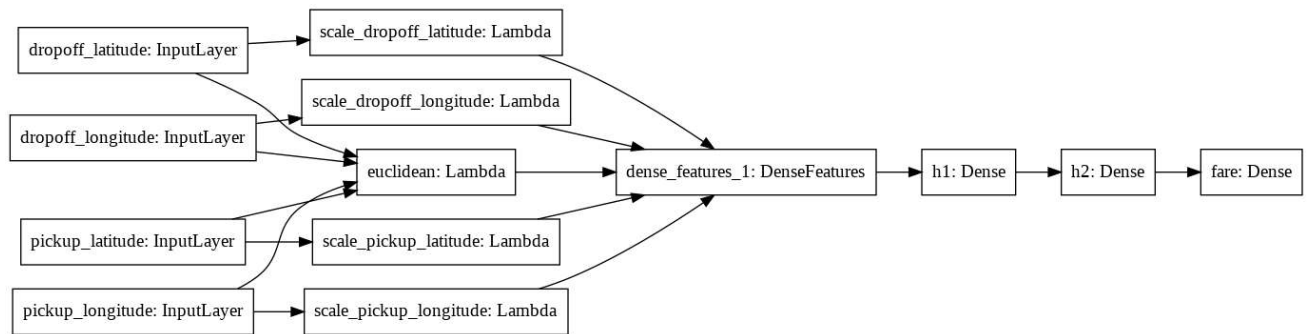 dropoff_latitude: InputLayer
scale_dropoff_latitude: Lambda
scale_dropoff_longitude: Lambda
dropoff_longitude: InputLayer
euclidean: Lambda
dense_features_1: DenseFeatures
h1: Dense
h2: Dense
fare: Dense
pickup_latitude: InputLayer
scale_pickup_latitude: Lambda
pickup_longitude: InputLayer
scale_pickup_longitude: Lambda